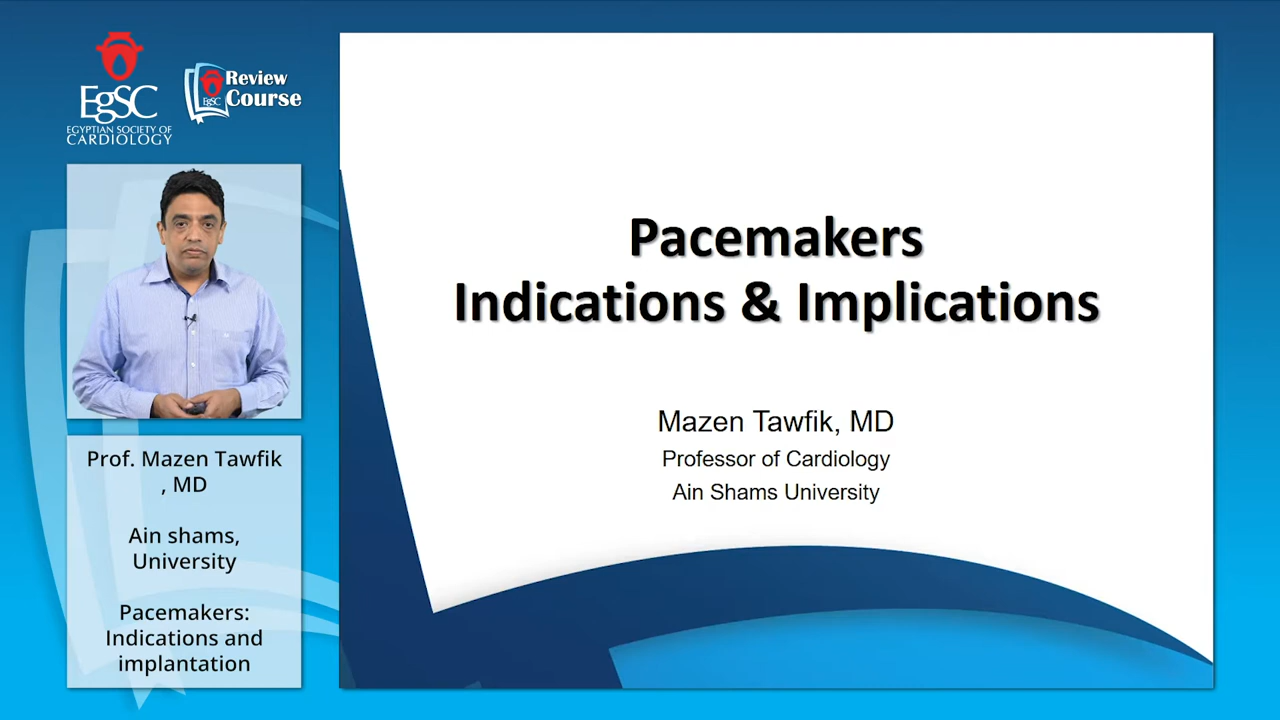 EgSC
EGYPTIAN SOCIETY OF
CARDIOLOGY
EgSC
Review
Course
Prof. Mazen Tawfik
, MD
Ain shams,
University
Pacemakers:
Indications and
implantation
Pacemakers
Indications & Implications
Mazen Tawfik, MD
Professor of Cardiology
Ain Shams University